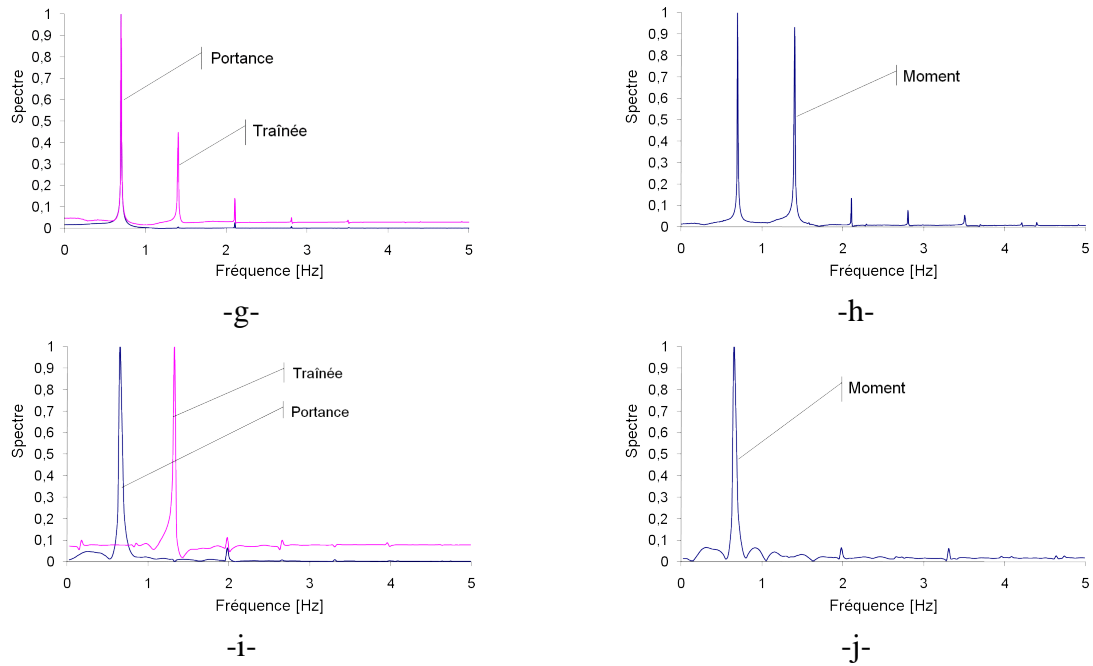 1
0,9
0,8
0,7
0,6
0,5
0,4
0,3
0,2
0,1
0
Spectre
Portance
Traînée
0 1 2 3 4 5
Fréquence [Hz]
-g-
1
0,9
0,8
0,7
0,6
0,5
0,4
0,3
0,2
0,1
0
Spectre
Moment
0 1 2 3 4 5
Fréquence [Hz]
-h-
1
0,9
0,8
0,7
0,6
0,5
0,4
0,3
0,2
0,1
0
Spectre
Traînée
Portance
0 1 2 3 4 5
Fréquence [Hz]
-i-
1
0,9
0,8
0,7
0,6
0,5
0,4
0,3
0,2
0,1
0
Spectre
Moment
0 1 2 3 4 5
Fréquence [Hz]
-j-